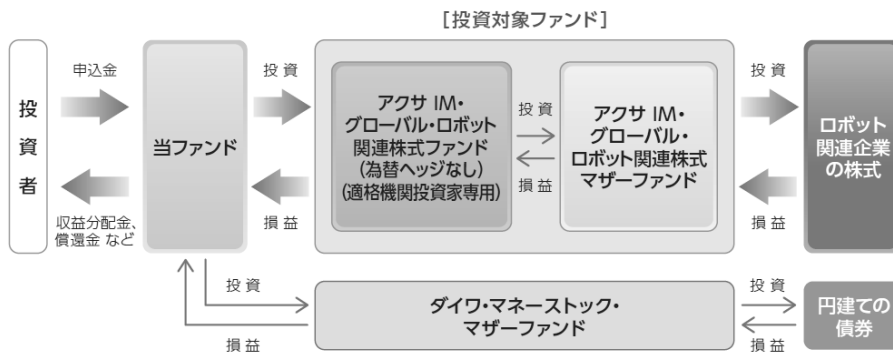 ［投資対象ファンド］
申込金
投 資
投 資
投
資
者
当ファンド
アクサ IM・
グローバル・ロボット
関連株式ファンド
（為替ヘッジなし）
（適格機関投資家専用）
投 資
損 益
アクサ IM・
グローバル・
ロボット関連株式
マザーファンド
ロボット
関連企業
の株式
収益分配金、
償還金 など
損 益
損 益
投 資
損 益
ダイワ・マネーストック・
マザーファンド
投 資
損 益
円建ての
債券